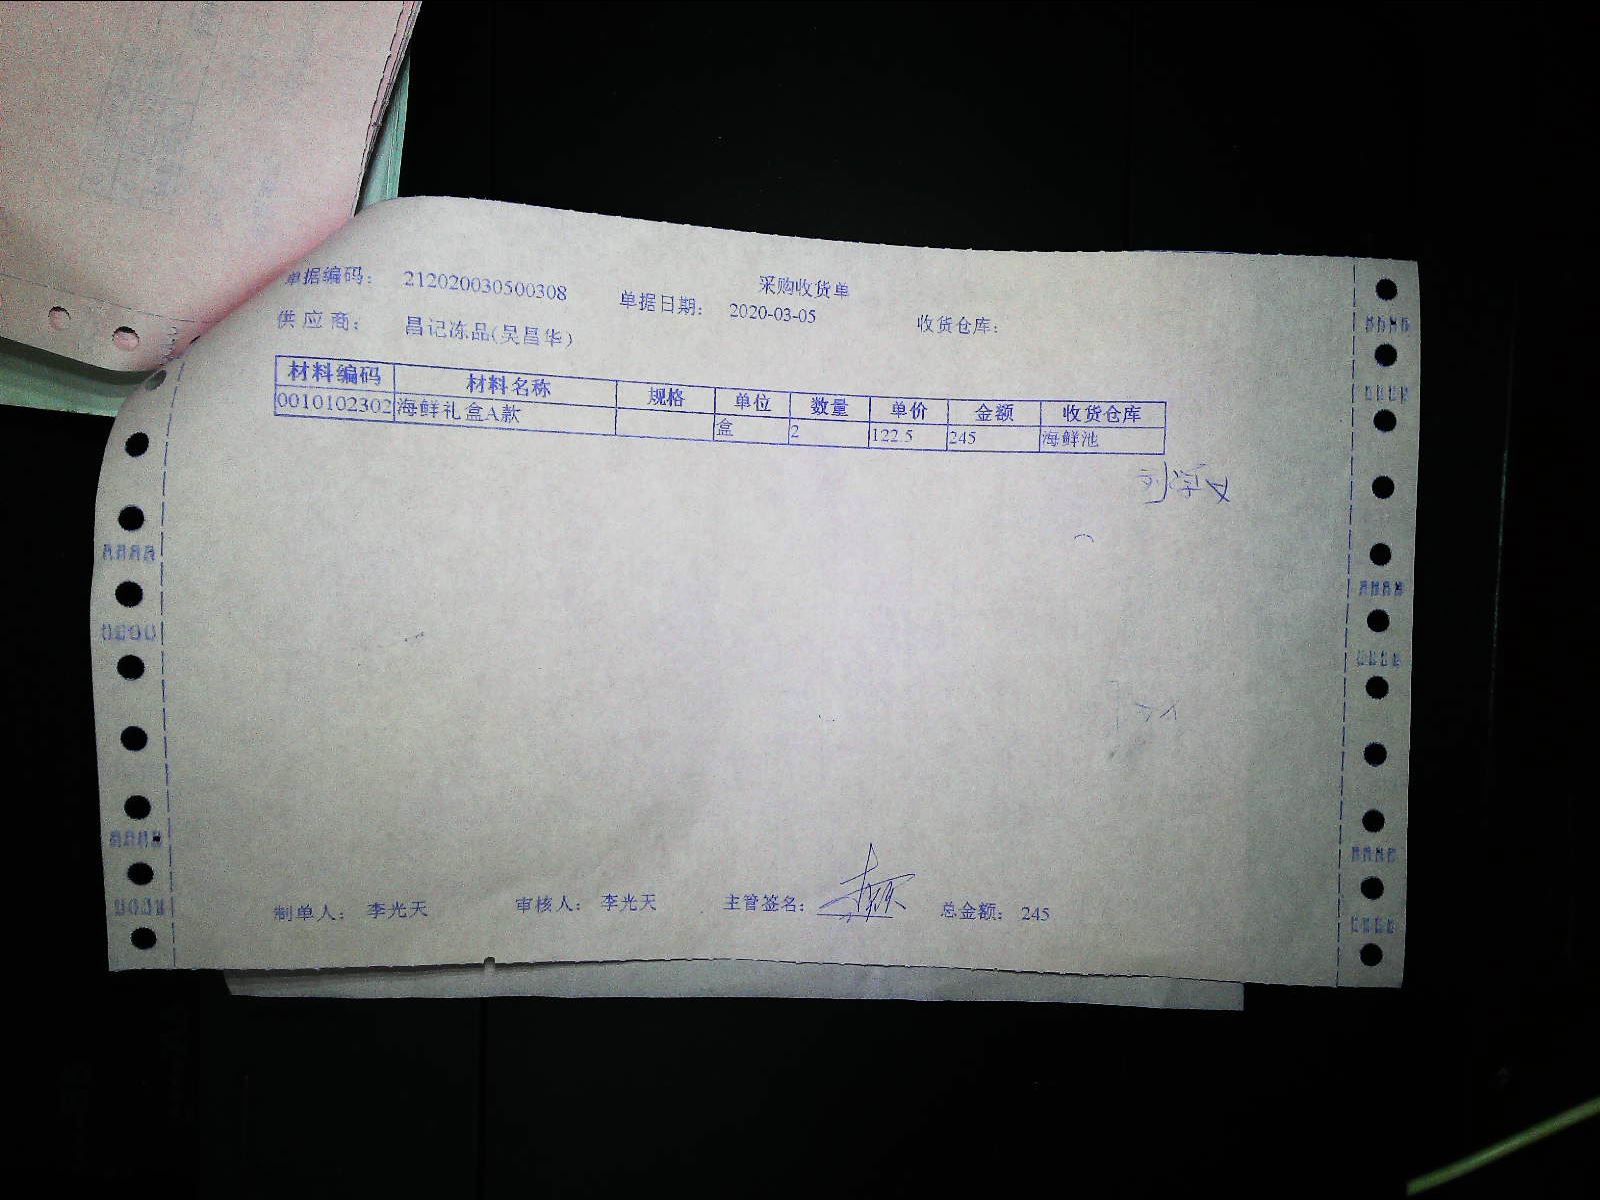 采购收货单
单据编码： 212020030500308 单据日期： 2020-03-05 收货仓库：
供应商： 昌记冻品(吴昌华)
材料编码 材料名称 规格 单位 数量 单价 金额 收货仓库
0010102302 海鲜礼盒A款 盒 2 122.5 245 海鲜池
制单人： 李光天 审核人： 李光天 主管签名： 总金额： 245